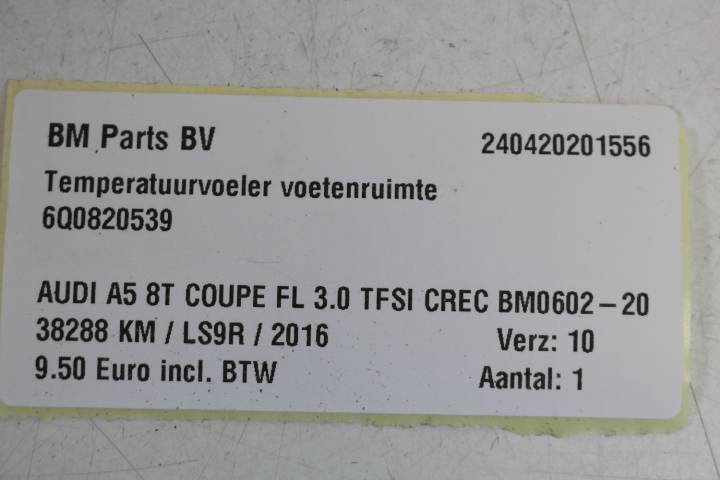 BM Parts BV 240420201556
Temperatuurvoeler voetenruimte
6Q0820539
AUDI A5 8T COUPE FL 3.0 TFSI CREC BM0602-20
38288 KM / LS9R / 2016 Verz: 10
9.50 Euro incl. BTW Aantal: 1